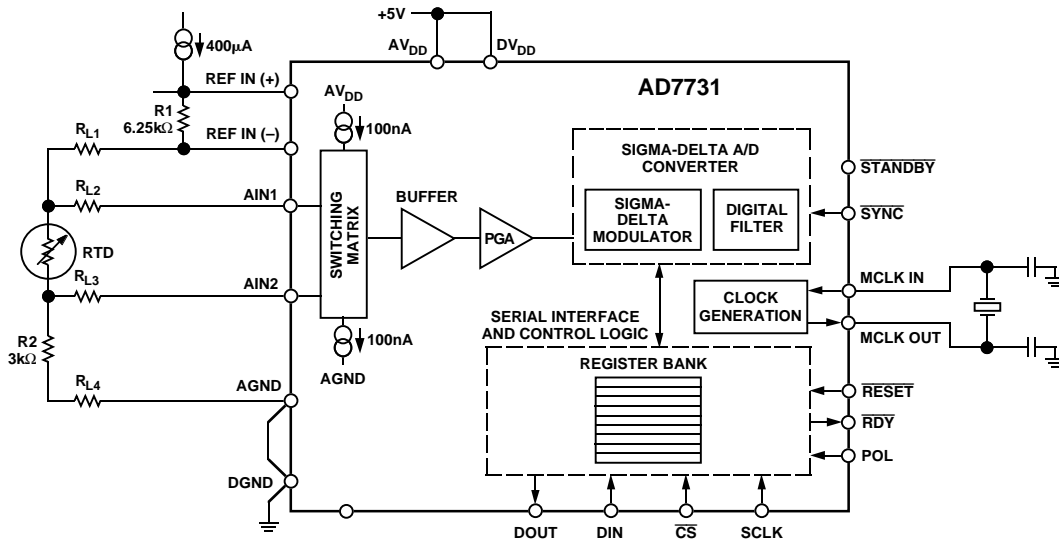 +5V
AVDD
DVDD
400μA
REF IN (+)
AD7731
R1
6.25kΩ
AVDD
100nA
RL1
REF IN (–)
SIGMA-DELTA A/D
CONVERTER
STANDBY
RL2
AIN1
BUFFER
SIGMA-
DELTA
MODULATOR
DIGITAL
FILTER
SYNC
SWITCHING
MATRIX
PGA
RTD
RL3
AIN2
MCLK IN
CLOCK
GENERATION
SERIAL INTERFACE
AND CONTROL LOGIC
R2
3kΩ
100nA
MCLK OUT
AGND
REGISTER BANK
RL4
AGND
RESET
RDY
POL
DGND
DOUT
DIN
CS
SCLK